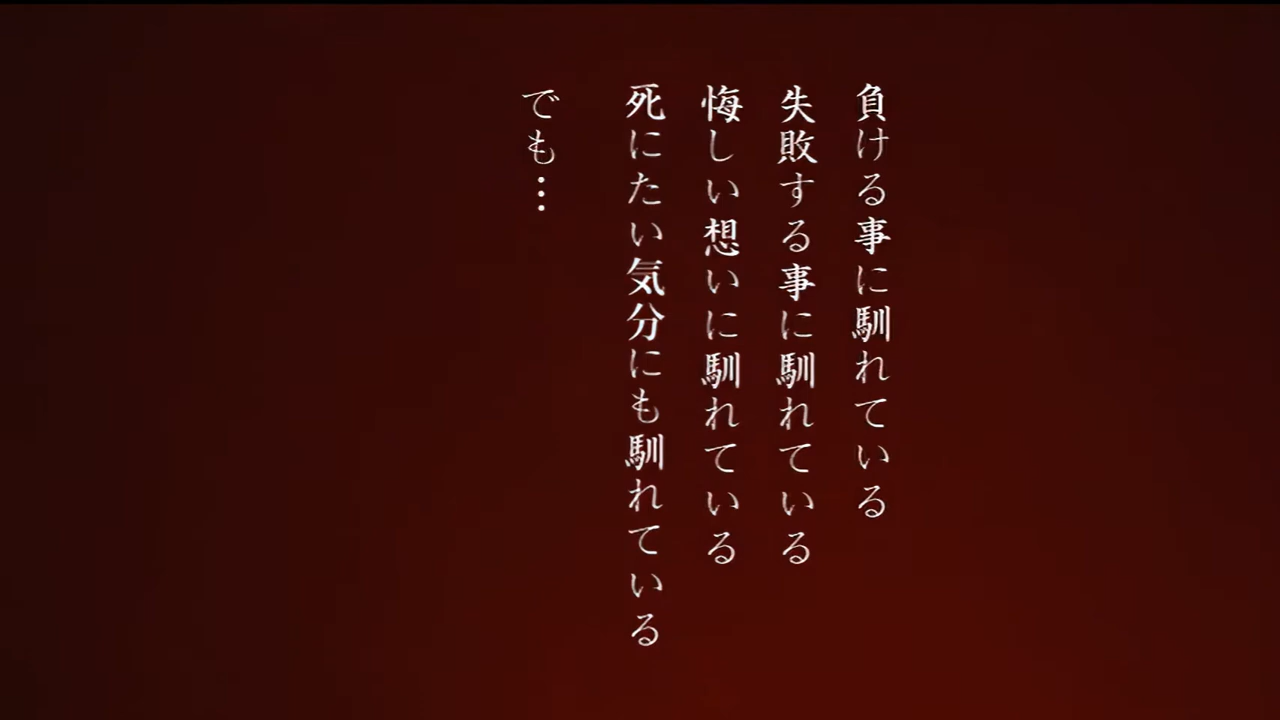 負ける事に馴れている
失敗する事に馴れている
悔しい想いに馴れている
死にたい気分にも馴れている
でも…